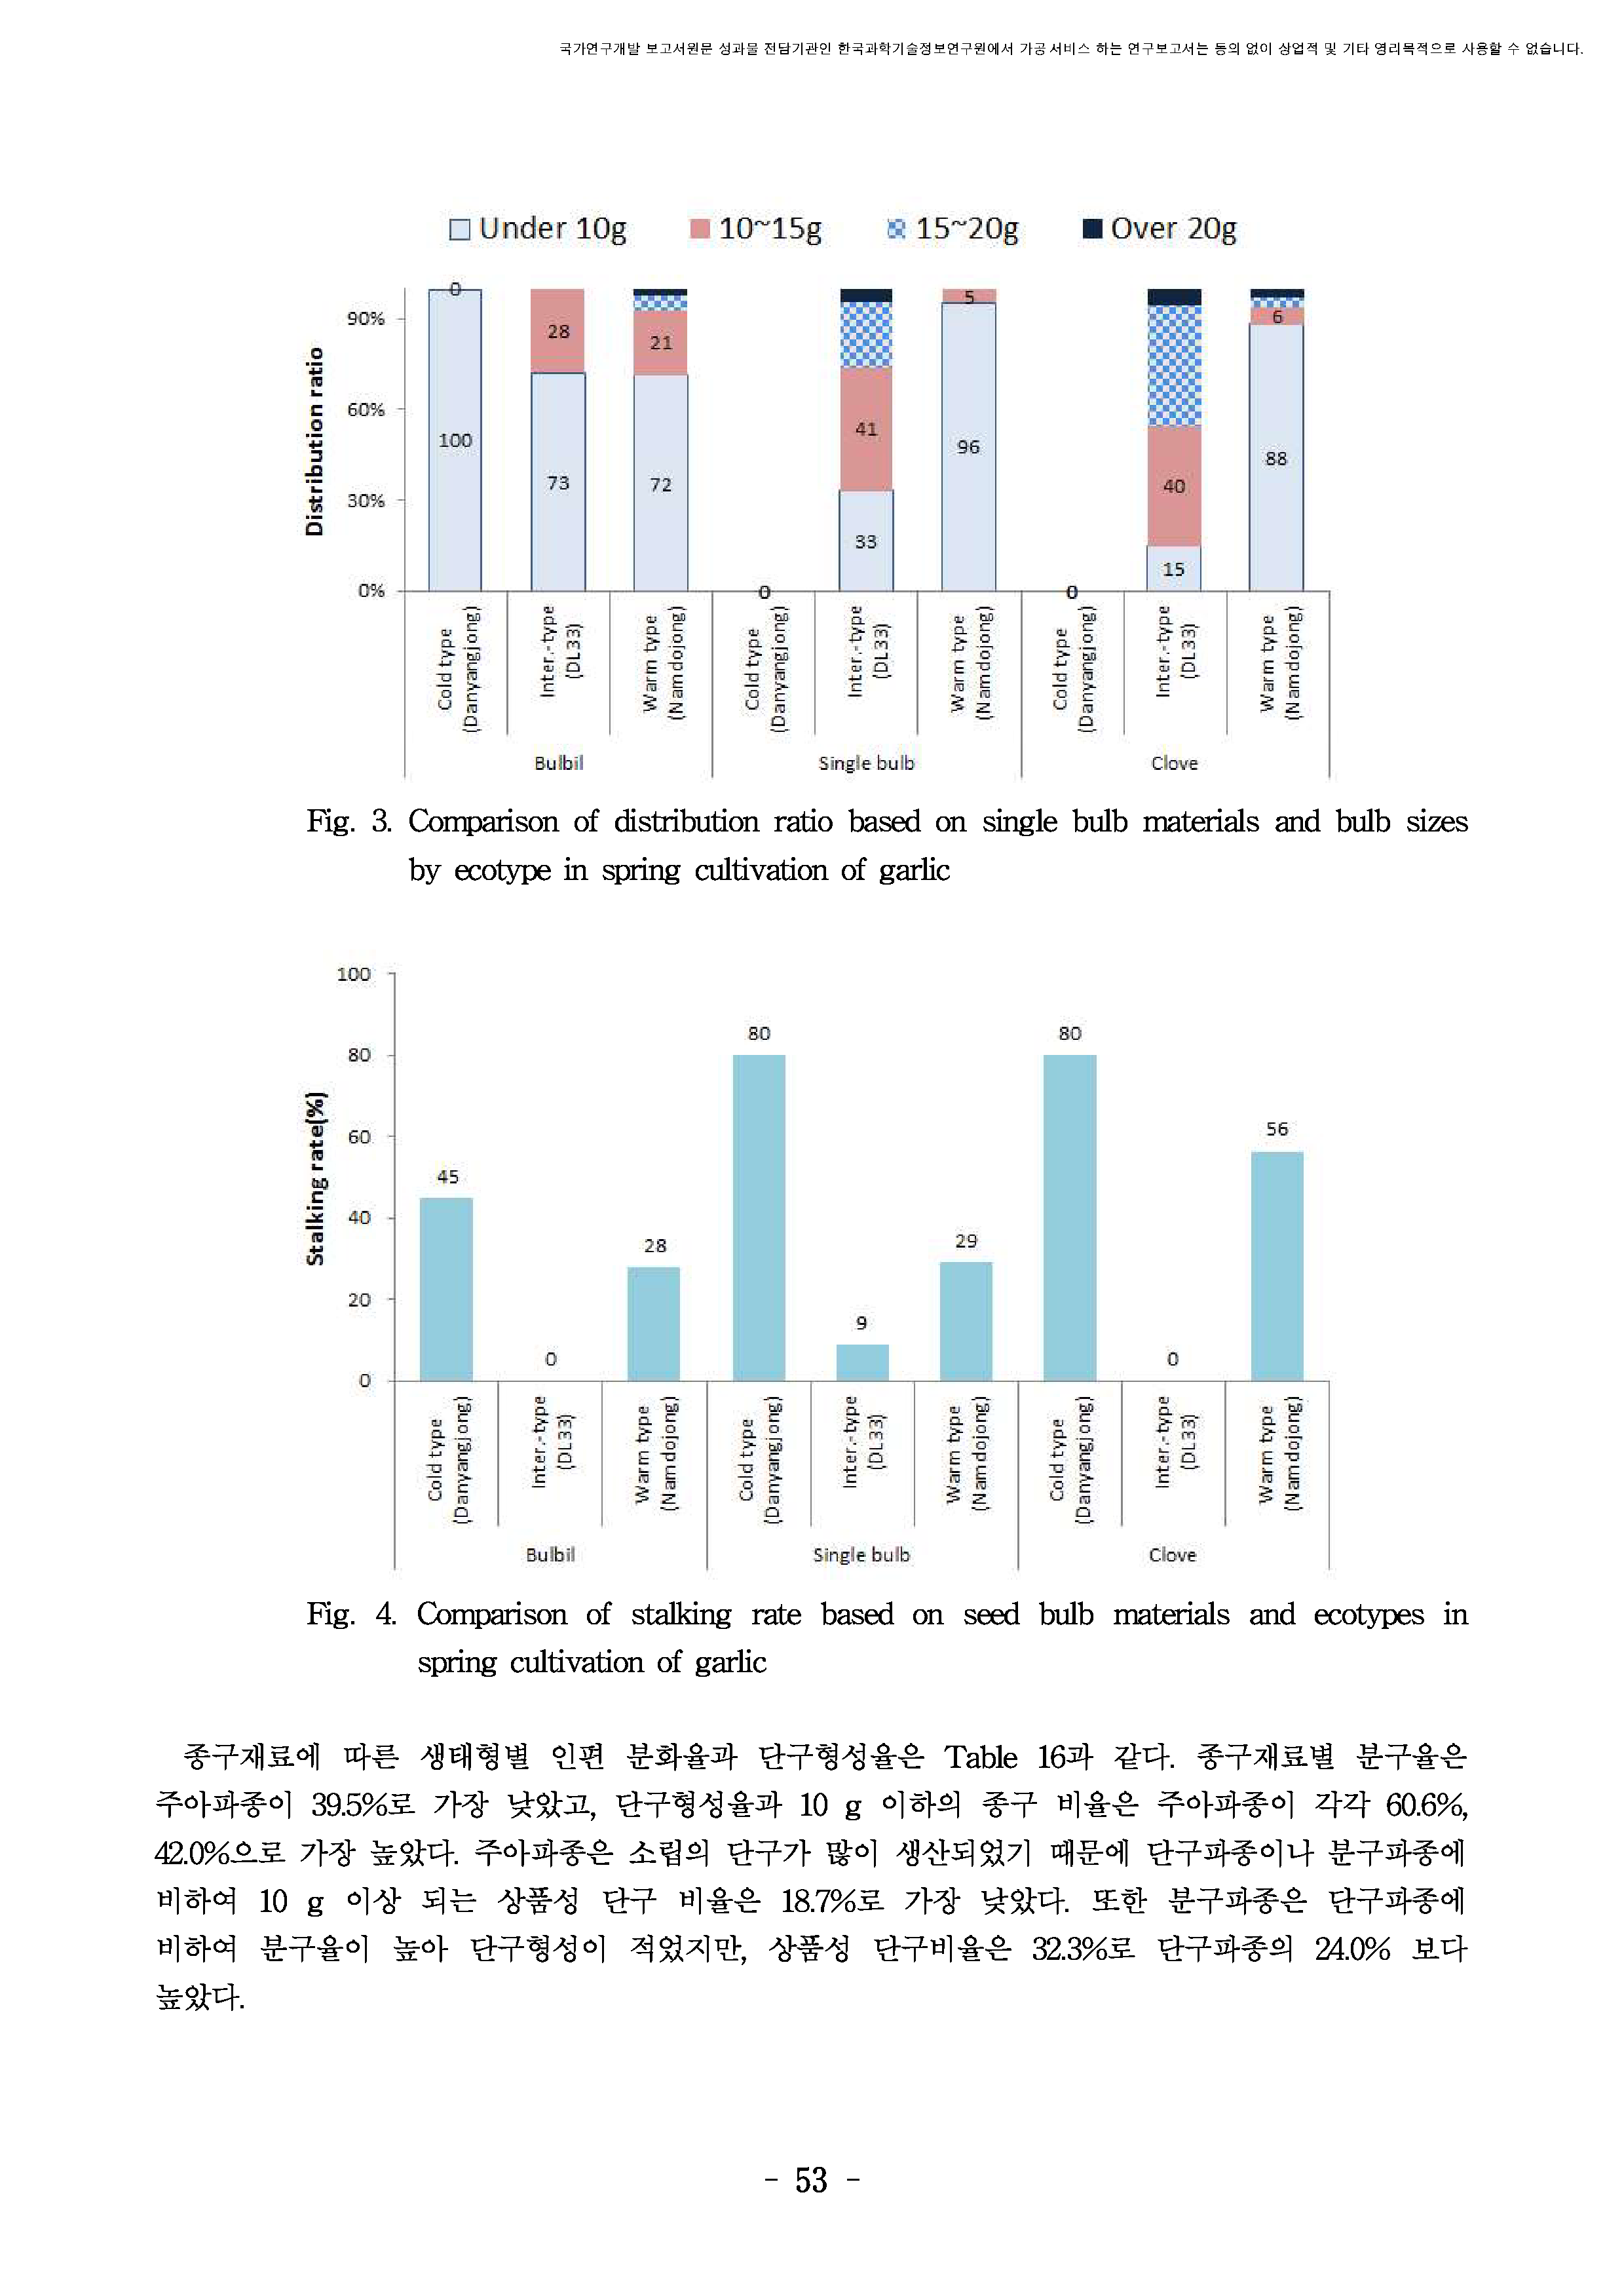 국가연구개발 보고서원문 성과물 전담기관인 한국과학기술정보연구원에서 가공·서비스 하는 연구보고서는 동의 없이 상업적 및 기타 영리목적으로 사용할 수 없습니다.
Under 10g 10~15g 15~20g Over 20g
Distribution ratio
90%
60%
30%
0%
0
100
28
73
21
72
0
41
33
5
96
0
40
15
6
88
Cold type
(Danyangjong)
Inter.-type
(DL33)
Warm type
(Namdojong)
Cold type
(Danyangjong)
Inter.-type
(DL33)
Warm type
(Namdojong)
Cold type
(Danyangjong)
Inter.-type
(DL33)
Warm type
(Namdojong)
Bulbil Single bulb Clove
Fig. 3. Comparison of distribution ratio based on single bulb materials and bulb sizes
by ecotype in spring cultivation of garlic
Stalking rate(%)
100
80
60
40
20
0
45
0
28
80
9
29
80
0
56
Cold type
(Danyangjong)
Inter.-type
(DL33)
Warm type
(Namdojong)
Cold type
(Danyangjong)
Inter.-type
(DL33)
Warm type
(Namdojong)
Cold type
(Danyangjong)
Inter.-type
(DL33)
Warm type
(Namdojong)
Bulbil Single bulb Clove
Fig. 4. Comparison of stalking rate based on seed bulb materials and ecotypes in
spring cultivation of garlic
종구재료에 따른 생태형별 인편 분화율과 단구형성율은 Table 16과 같다. 종구재료별 분구율은
주아파종이 39.5%로 가장 낮았고, 단구형성율과 10 g 이하의 종구 비율은 주아파종이 각각 60.6%,
42.0%으로 가장 높았다. 주아파종은 소립의 단구가 많이 생산되었기 때문에 단구파종이나 분구파종에
비하여 10 g 이상 되는 상품성 단구 비율은 18.7%로 가장 낮았다. 또한 분구파종은 단구파종에
비하여 분구율이 높아 단구형성이 적었지만, 상품성 단구비율은 32.3%로 단구파종의 24.0% 보다
높았다.
- 53 -